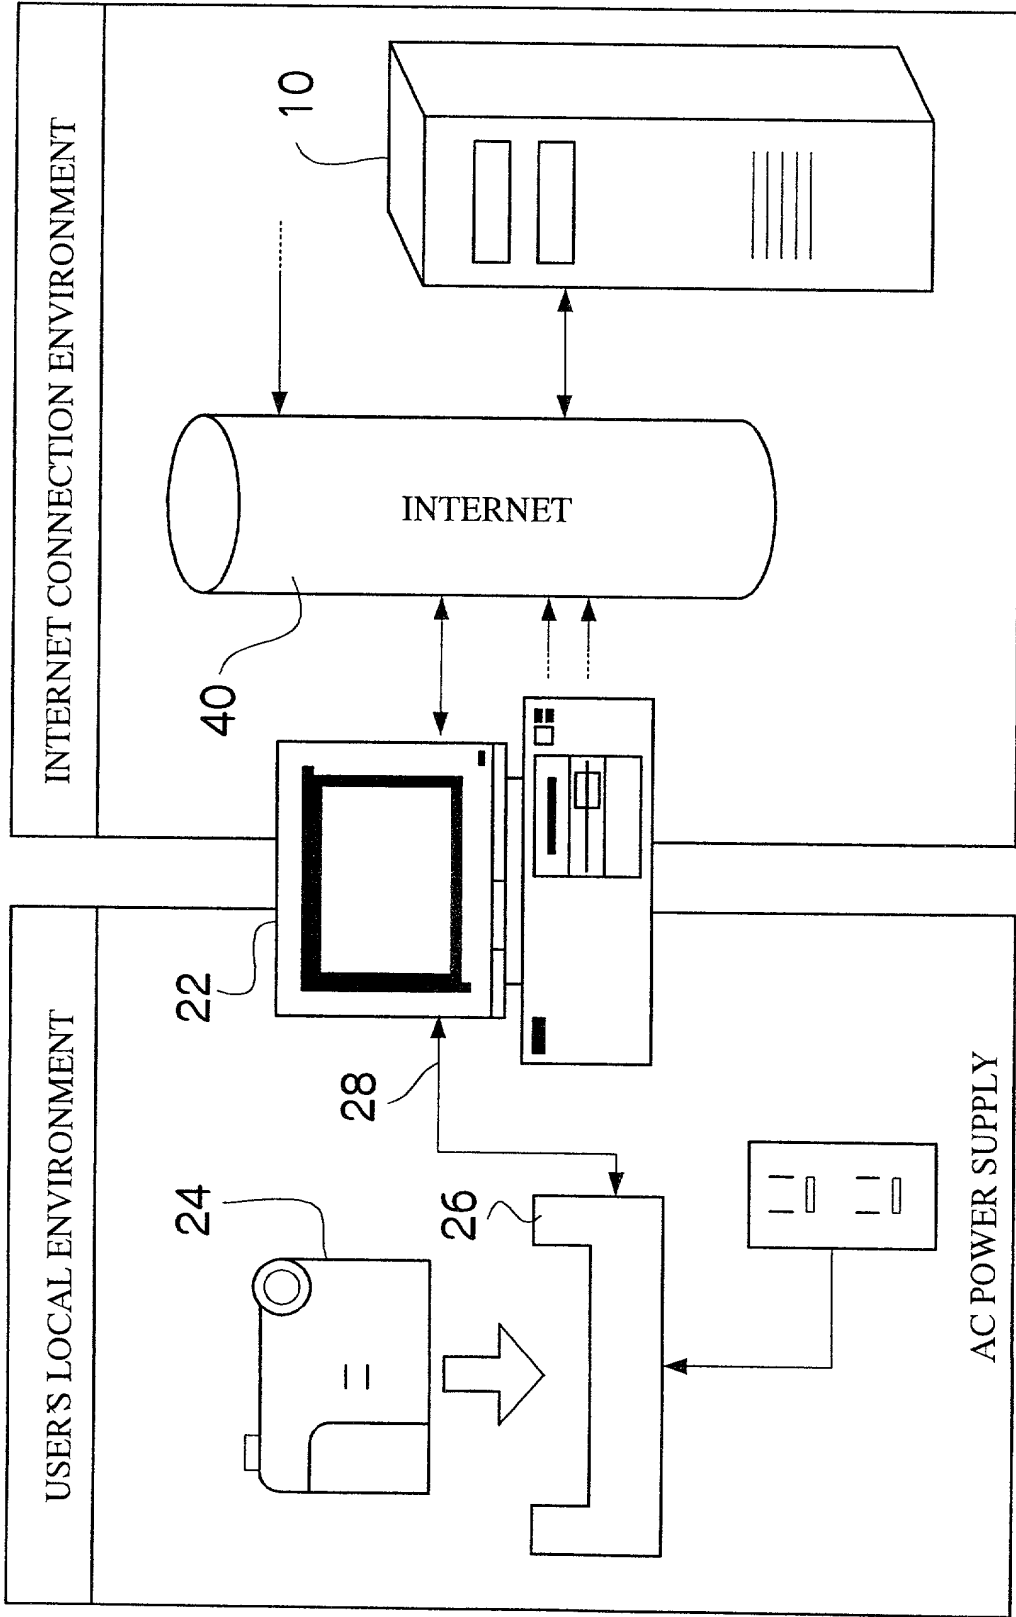 USER'S LOCAL ENVIRONMENT
24
26
28
22
AC POWER SUPPLY
INTERNET CONNECTION ENVIRONMENT
40
INTERNET
10